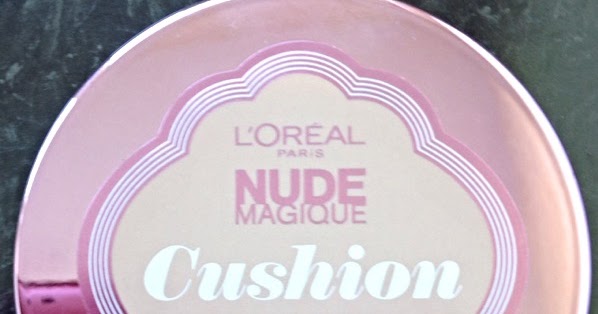 L'ORÉAL
PARIS
NUDE
MAGIQUE
Cushion